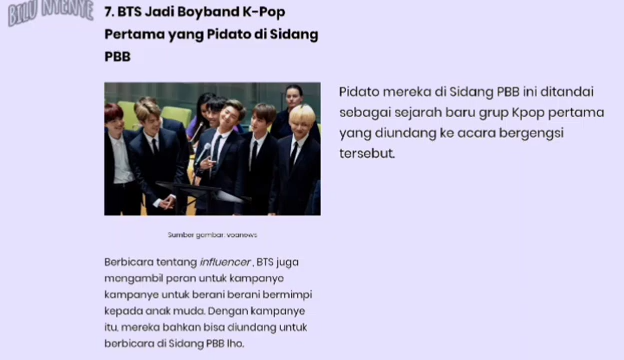 BILU NYENYE
7. BTS Jadi Boyband K-Pop
Pertama yang Pidato di Sidang
PBB
Sumber gambar: voanews
Berbicara tentang influencer, BTS juga
mengambil peran untuk kampanye
kampanye untuk berani berani bermimpi
kepada anak muda. Dengan kampanye
itu, mereka bahkan bisa diundang untuk
berbicara di Sidang PBB lho.
Pidato mereka di Sidang PBB ini ditandai
sebagai sejarah baru grup Kpop pertama
yang diundang ke acara bergengsi
tersebut.